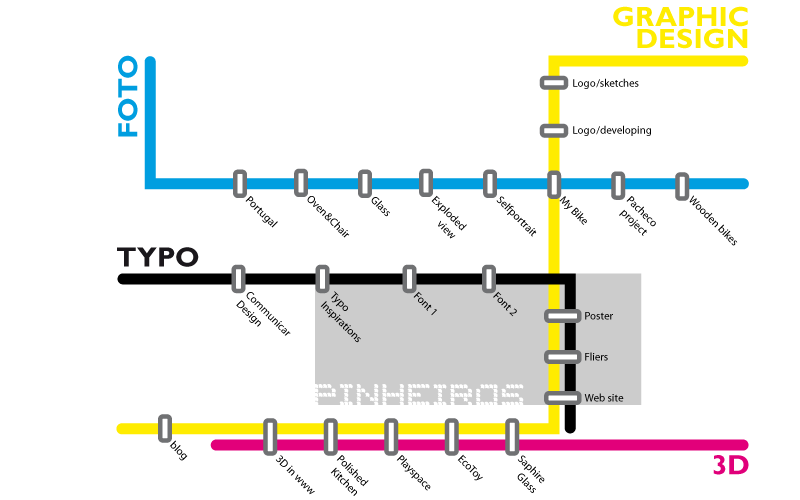 GRAPHIC
DESIGN
FOTO
Logo/sketches
Logo/developing
Portugal
Oven&Chair
Glass
Exploded
view
Selfportrait
My Bike
Pacheco
project
Wooden bikes
TYPO
Communicar
Design
Typo
Inspirations
Font 1
Font 2
Poster
Fliers
Web site
PINHEIROS
blog
3D in www
Polished
Kitchen
Playspace
EcoToy
Saphire
Glass
3D